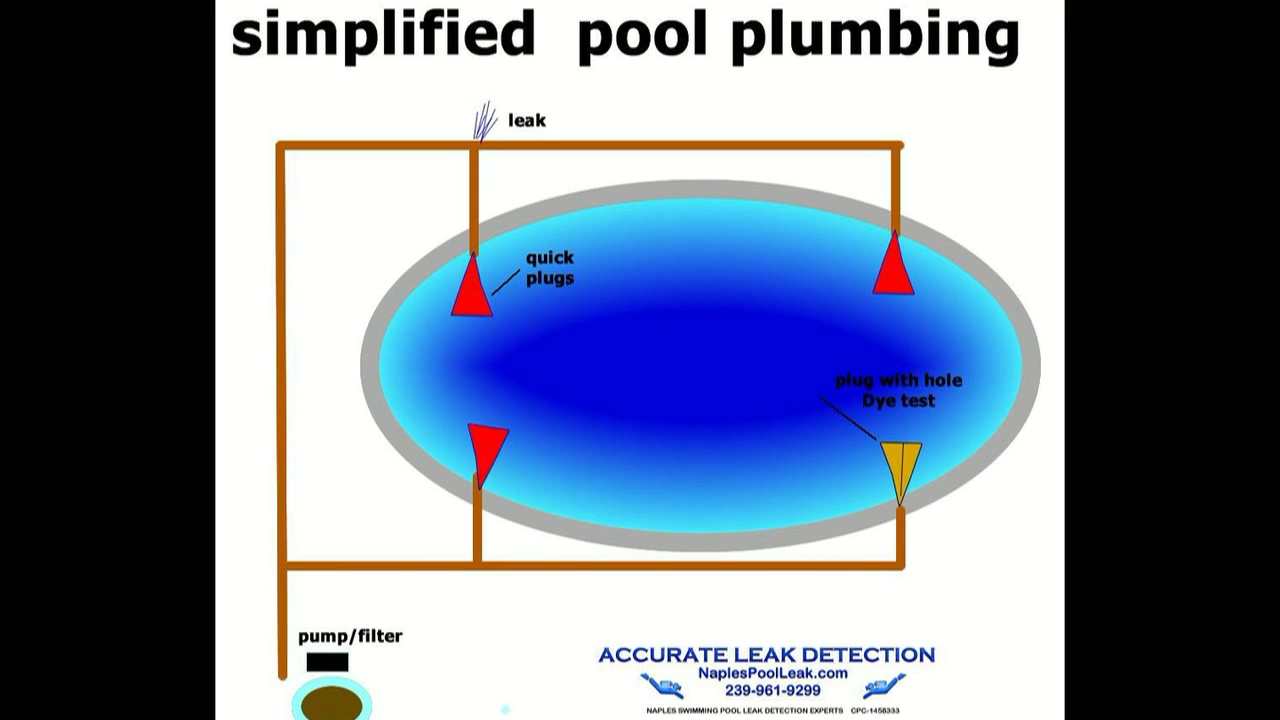 simplified pool plumbing
leak
quick
plugs
plug with hole
Dye test
pump/filter
ACCURATE LEAK DETECTION
NaplesPoolLeak.com
239-961-9299
NAPLES SWIMMING POOL LEAK DETECTION EXPERTS CPC-1458333